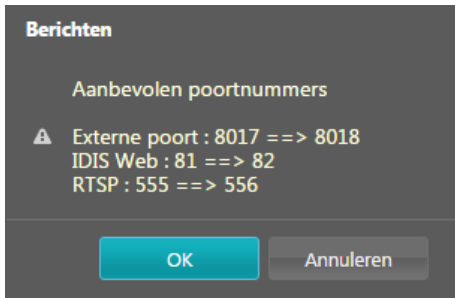 Berichten
Aanbevolen poortnummers
Externe poort : 8017 ==> 8018
IDIS Web : 81 ==> 82
RTSP : 555 ==> 556
OK
Annuleren